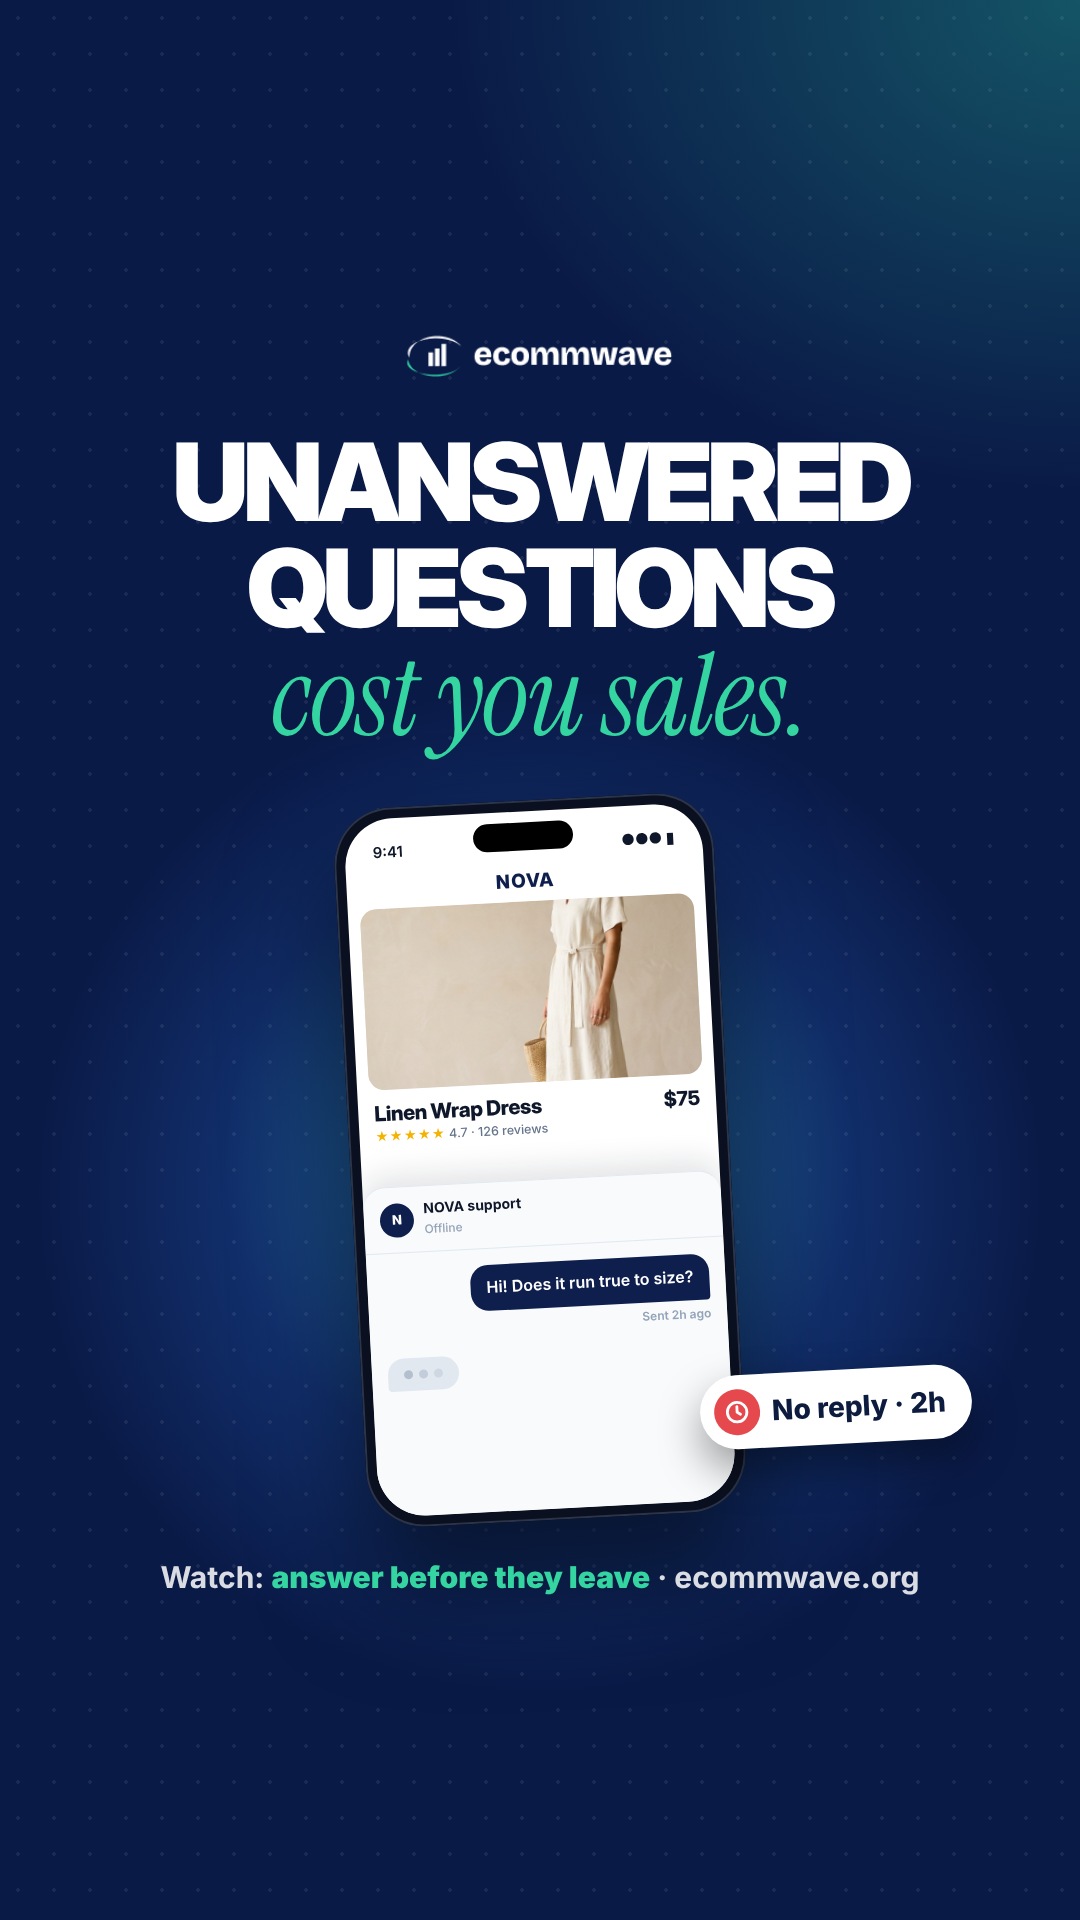 ecommwave
UNANSWERED
QUESTIONS
cost you sales.
9:41
NOVA
Linen Wrap Dress
$75
★★★★★ 4.7 · 126 reviews
N
NOVA support
Offline
Hi! Does it run true to size?
Sent 2h ago
No reply · 2h
Watch: answer before they leave · ecommwave.org